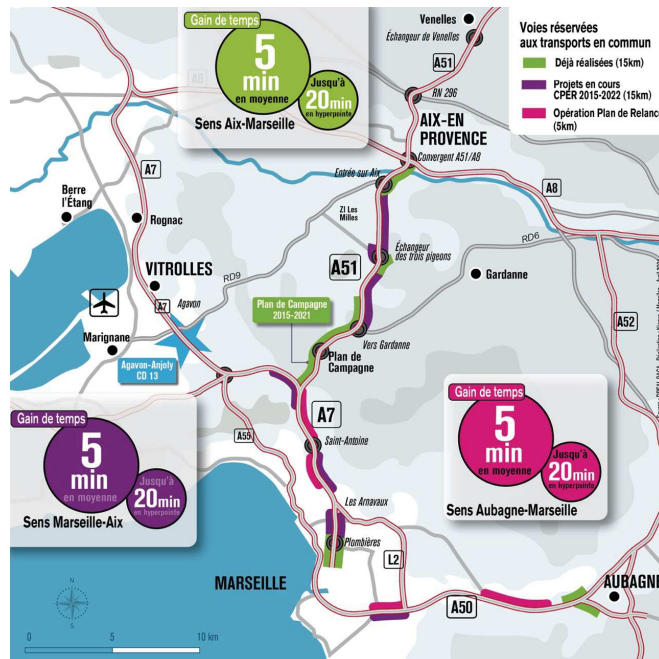 Gain de temps
5
min
en moyenne
Jusqu'à
20min
en hyperpointe
Sens Aix-Marseille
Venelles
Échangeur de Venelles
A51
RN 296
AIX-EN
PROVENCE
Convergent A51/A8
Voies réservées
aux transports en commun
Déjà réalisées (15km)
Projets en cours
CPER 2015-2022 (15km)
Opération Plan de Relanc
(5km)
A8
A7
Entrée sur Aix
A8
Berre
l'Étang
Rognac
ZI Les
Milles
RD9
Échangeur
des trois pigeons
RD6
VITROLLES
A51
Gardanne
A7
Agavon
Plan de Campagne
2015-2021
A52
Marignane
Vers Gardanne
Plan de
Campagne
Agavon-Anjoly
CD 13
Gain de temps
5
min
en moyenne
Jusqu'à
20min
en hyperpointe
Sens Marseille-Aix
A7
A55
Saint-Antoine
Gain de temps
5
min
en moyenne
Jusqu'à
20min
en hyperpointe
Sens Aubagne-Marseille
Les Arnavaux
Plombières
L2
MARSEILLE
A50
AUBAGN
0 5 10 km